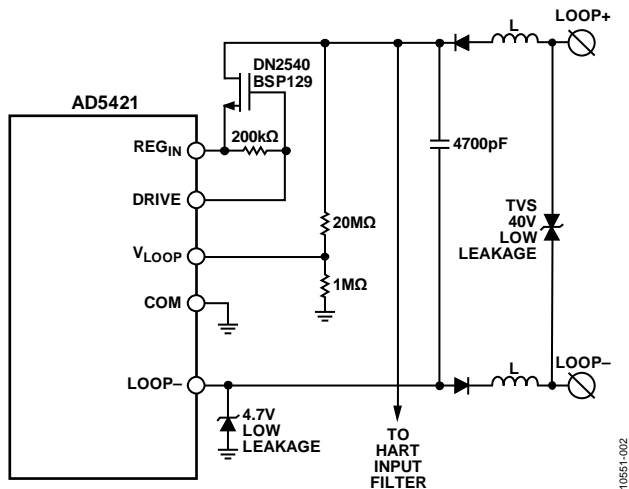 LOOP+
L
DN2540
BSP129
AD5421
200kΩ
REGIN
4700pF
DRIVE
TVS
40V
LOW
LEAKAGE
20MΩ
VLOOP
1MΩ
COM
L
LOOP–
LOOP–
4.7V
LOW
LEAKAGE
TO
HART
INPUT
FILTER
10551-002